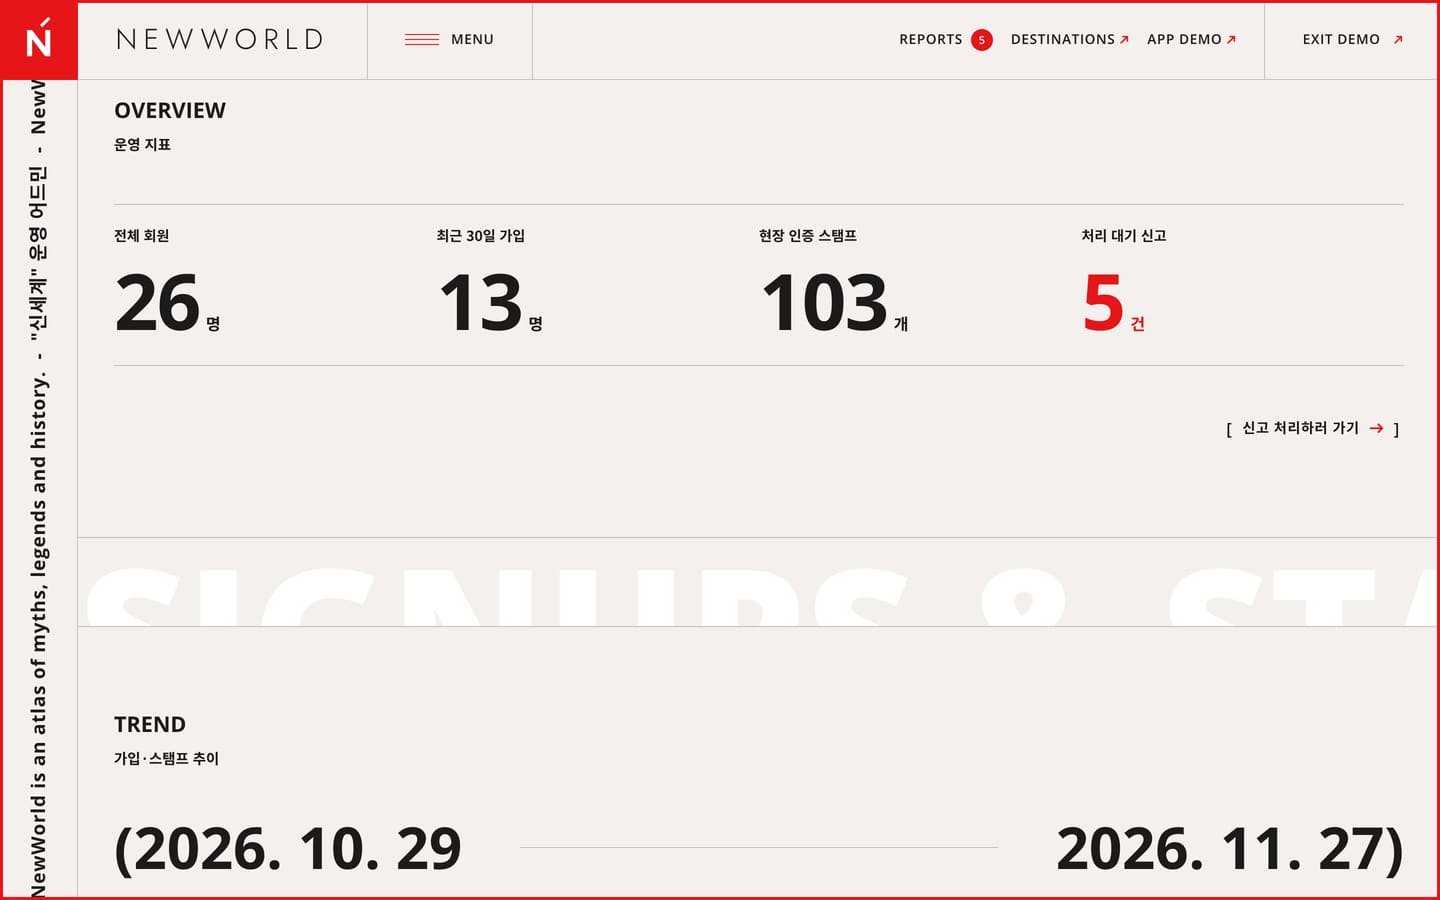 Ń
NEWWORLD
MENU
REPORTS 5
DESTINATIONS
APP DEMO
EXIT DEMO
NewWorld is an atlas of myths, legends and history. - "신세계" 운영 어드민 - NewW
OVERVIEW
운영 지표
전체 회원
26 명
최근 30일 가입
13 명
현장 인증 스탬프
103 개
처리 대기 신고
5 건
[ 신고 처리하러 가기 → ]
SIGNUPS & STA
TREND
가입·스탬프 추이
(2026. 10. 29
2026. 11. 27)